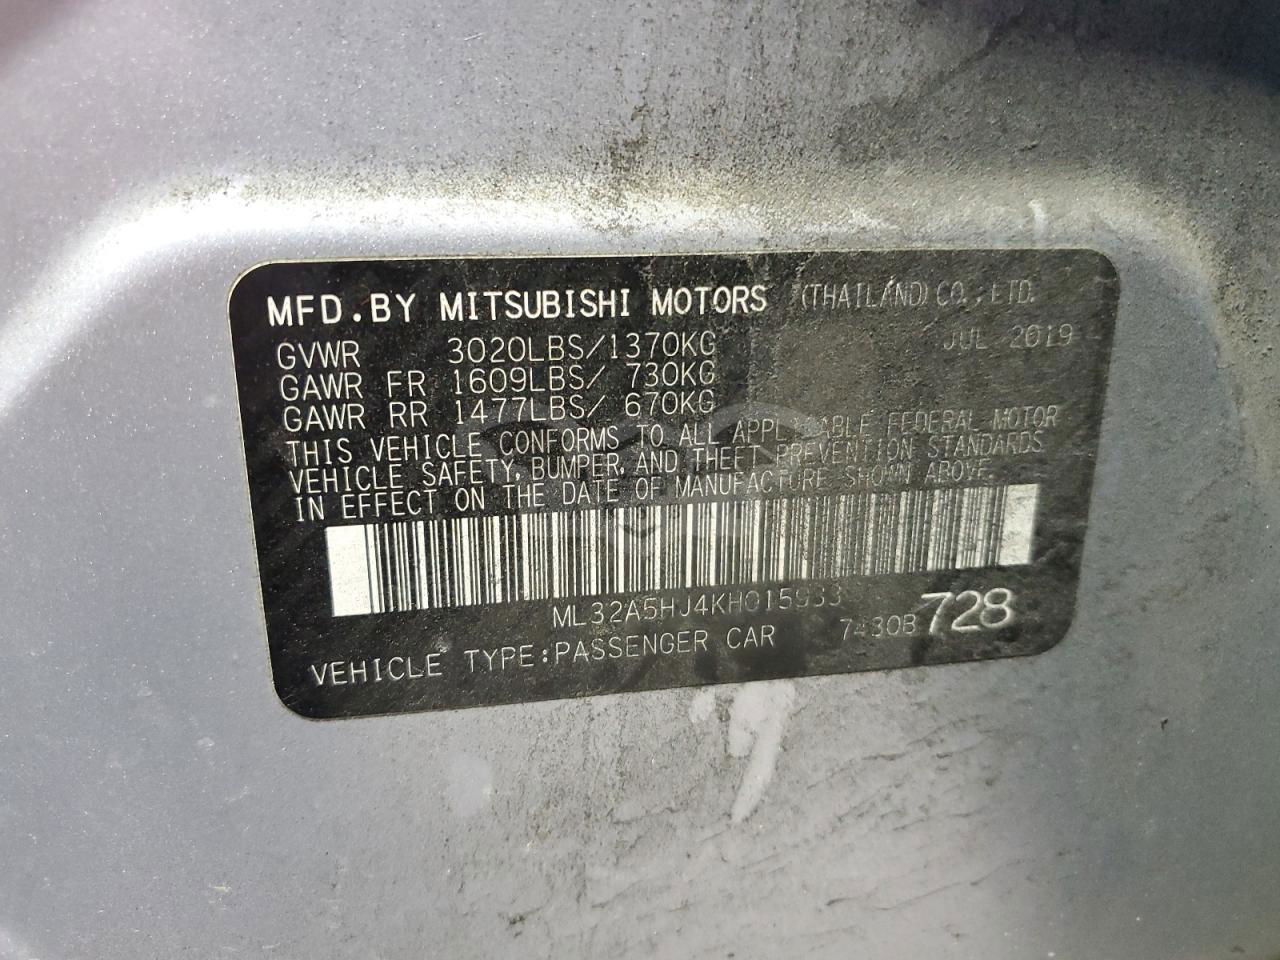 MFD.BY MITSUBISHI MOTORS (THAILAND) CO., LTD.
GVWR 3020LBS/1370KG JUL 2019
GAWR FR 1609LBS/ 730KG
GAWR RR 1477LBS/ 670KG
THIS VEHICLE CONFORMS TO ALL APPLICABLE FEDERAL MOTOR
VEHICLE SAFETY, BUMPER, AND THEFT PREVENTION STANDARDS
IN EFFECT ON THE DATE OF MANUFACTURE SHOWN ABOVE.
ML32A5HJ4KH015933
7430B 728
VEHICLE TYPE:PASSENGER CAR